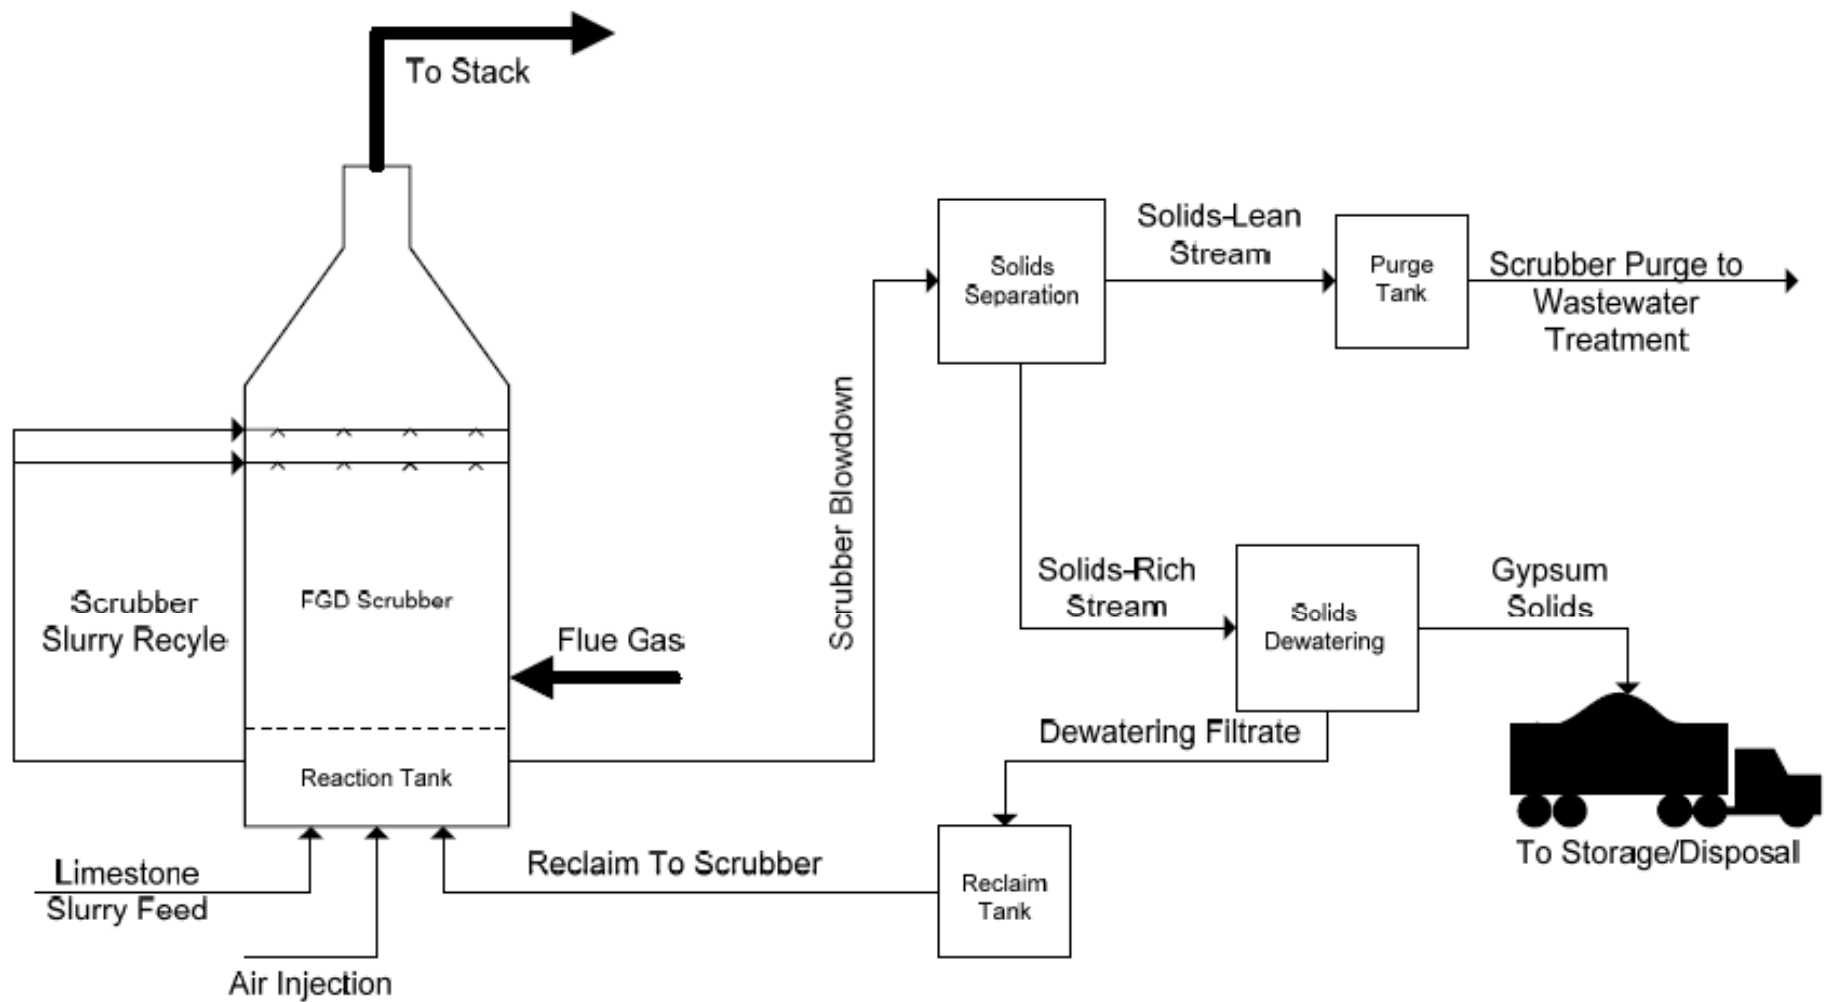 To Stack
Solids-Lean
Stream
Solids
Separation
Purge
Tank
Scrubber Purge to
Wastewater
Treatment
Scrubber Blowdown
Scrubber
Slurry Recyle
FGD Scrubber
Flue Gas
Solids-Rich
Stream
Solids
Dewatering
Gypsum
Solids
Dewatering Filtrate
Reaction Tank
To Storage/Disposal
Limestone
Slurry Feed
Reclaim To Scrubber
Reclaim
Tank
Air Injection